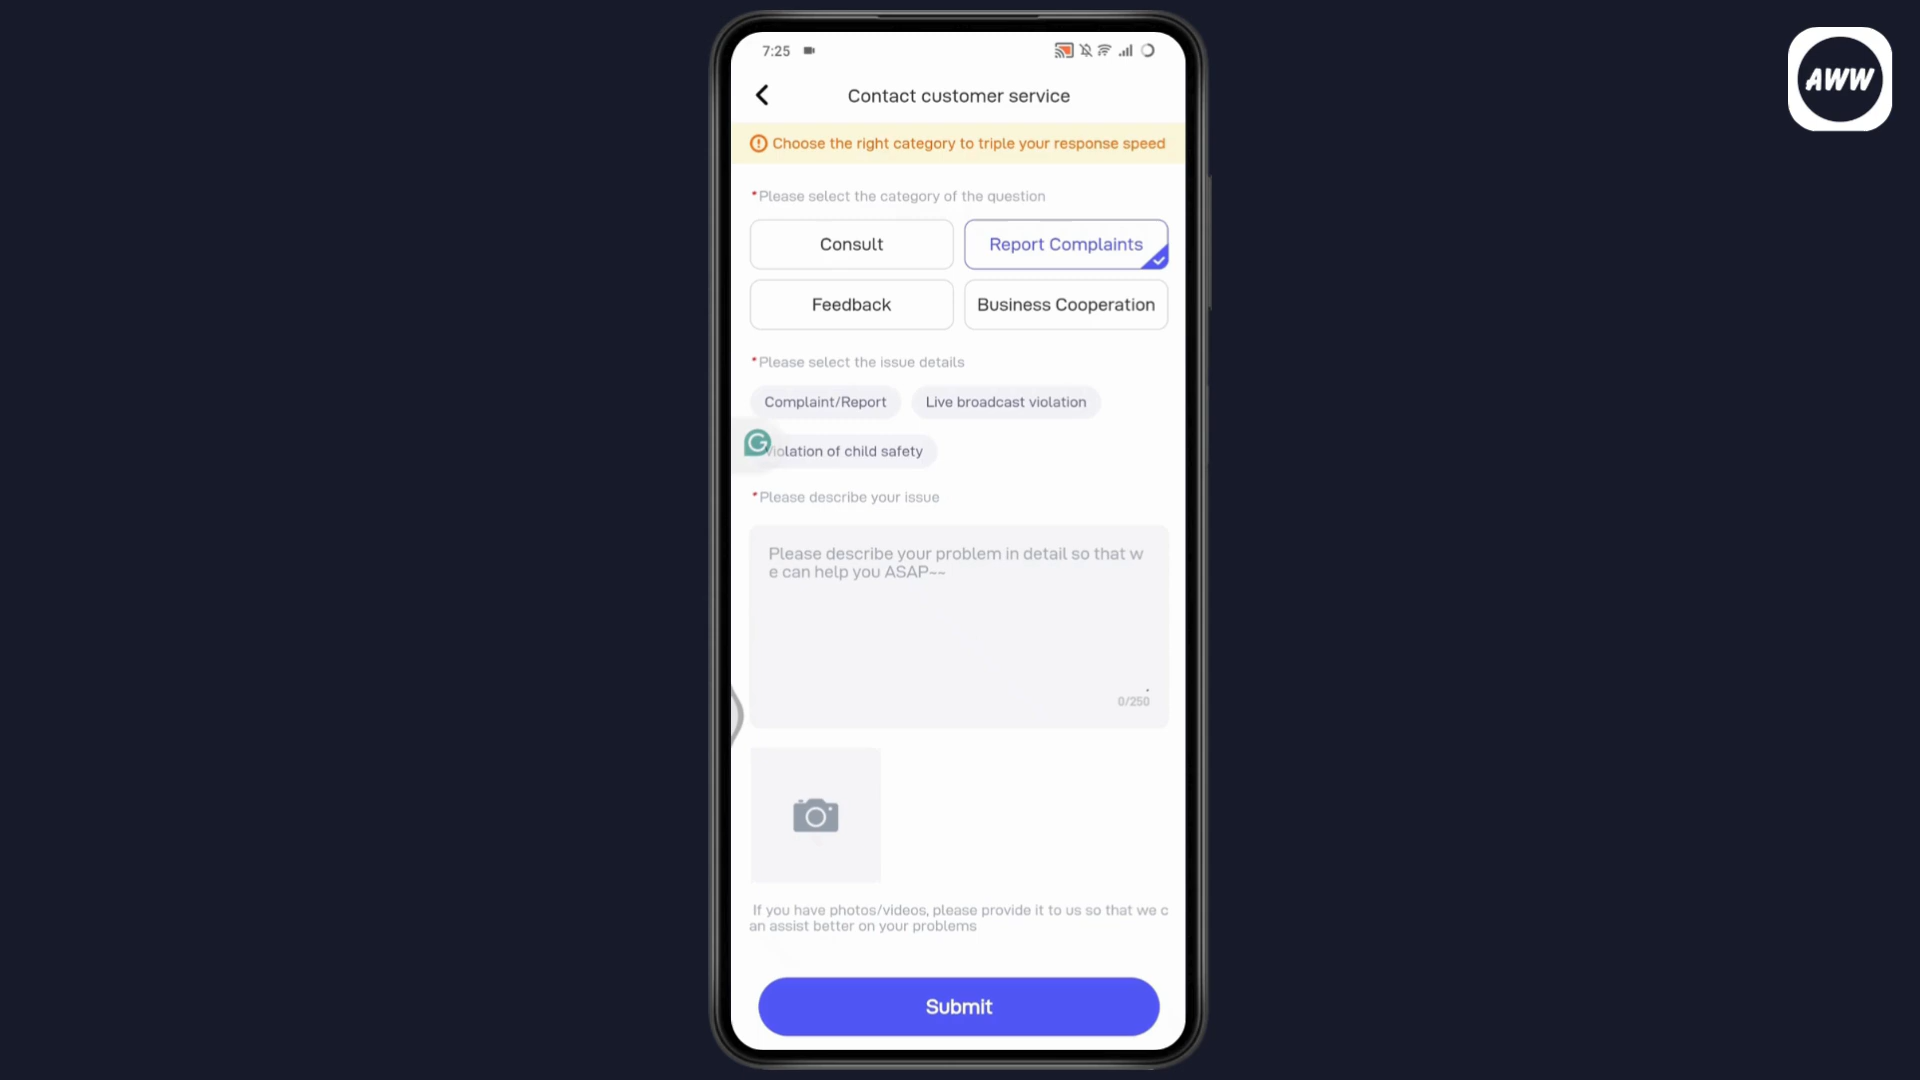 7:25
AWW
Contact customer service
Choose the right category to triple your response speed
*Please select the category of the question
Consult
Report Complaints
Feedback
Business Cooperation
*Please select the issue details
Complaint/Report
Live broadcast violation
violation of child safety
*Please describe your issue
Please describe your problem in detail so that w
e can help you ASAP~~
0/250
If you have photos/videos, please provide it to us so that we c
an assist better on your problems
Submit